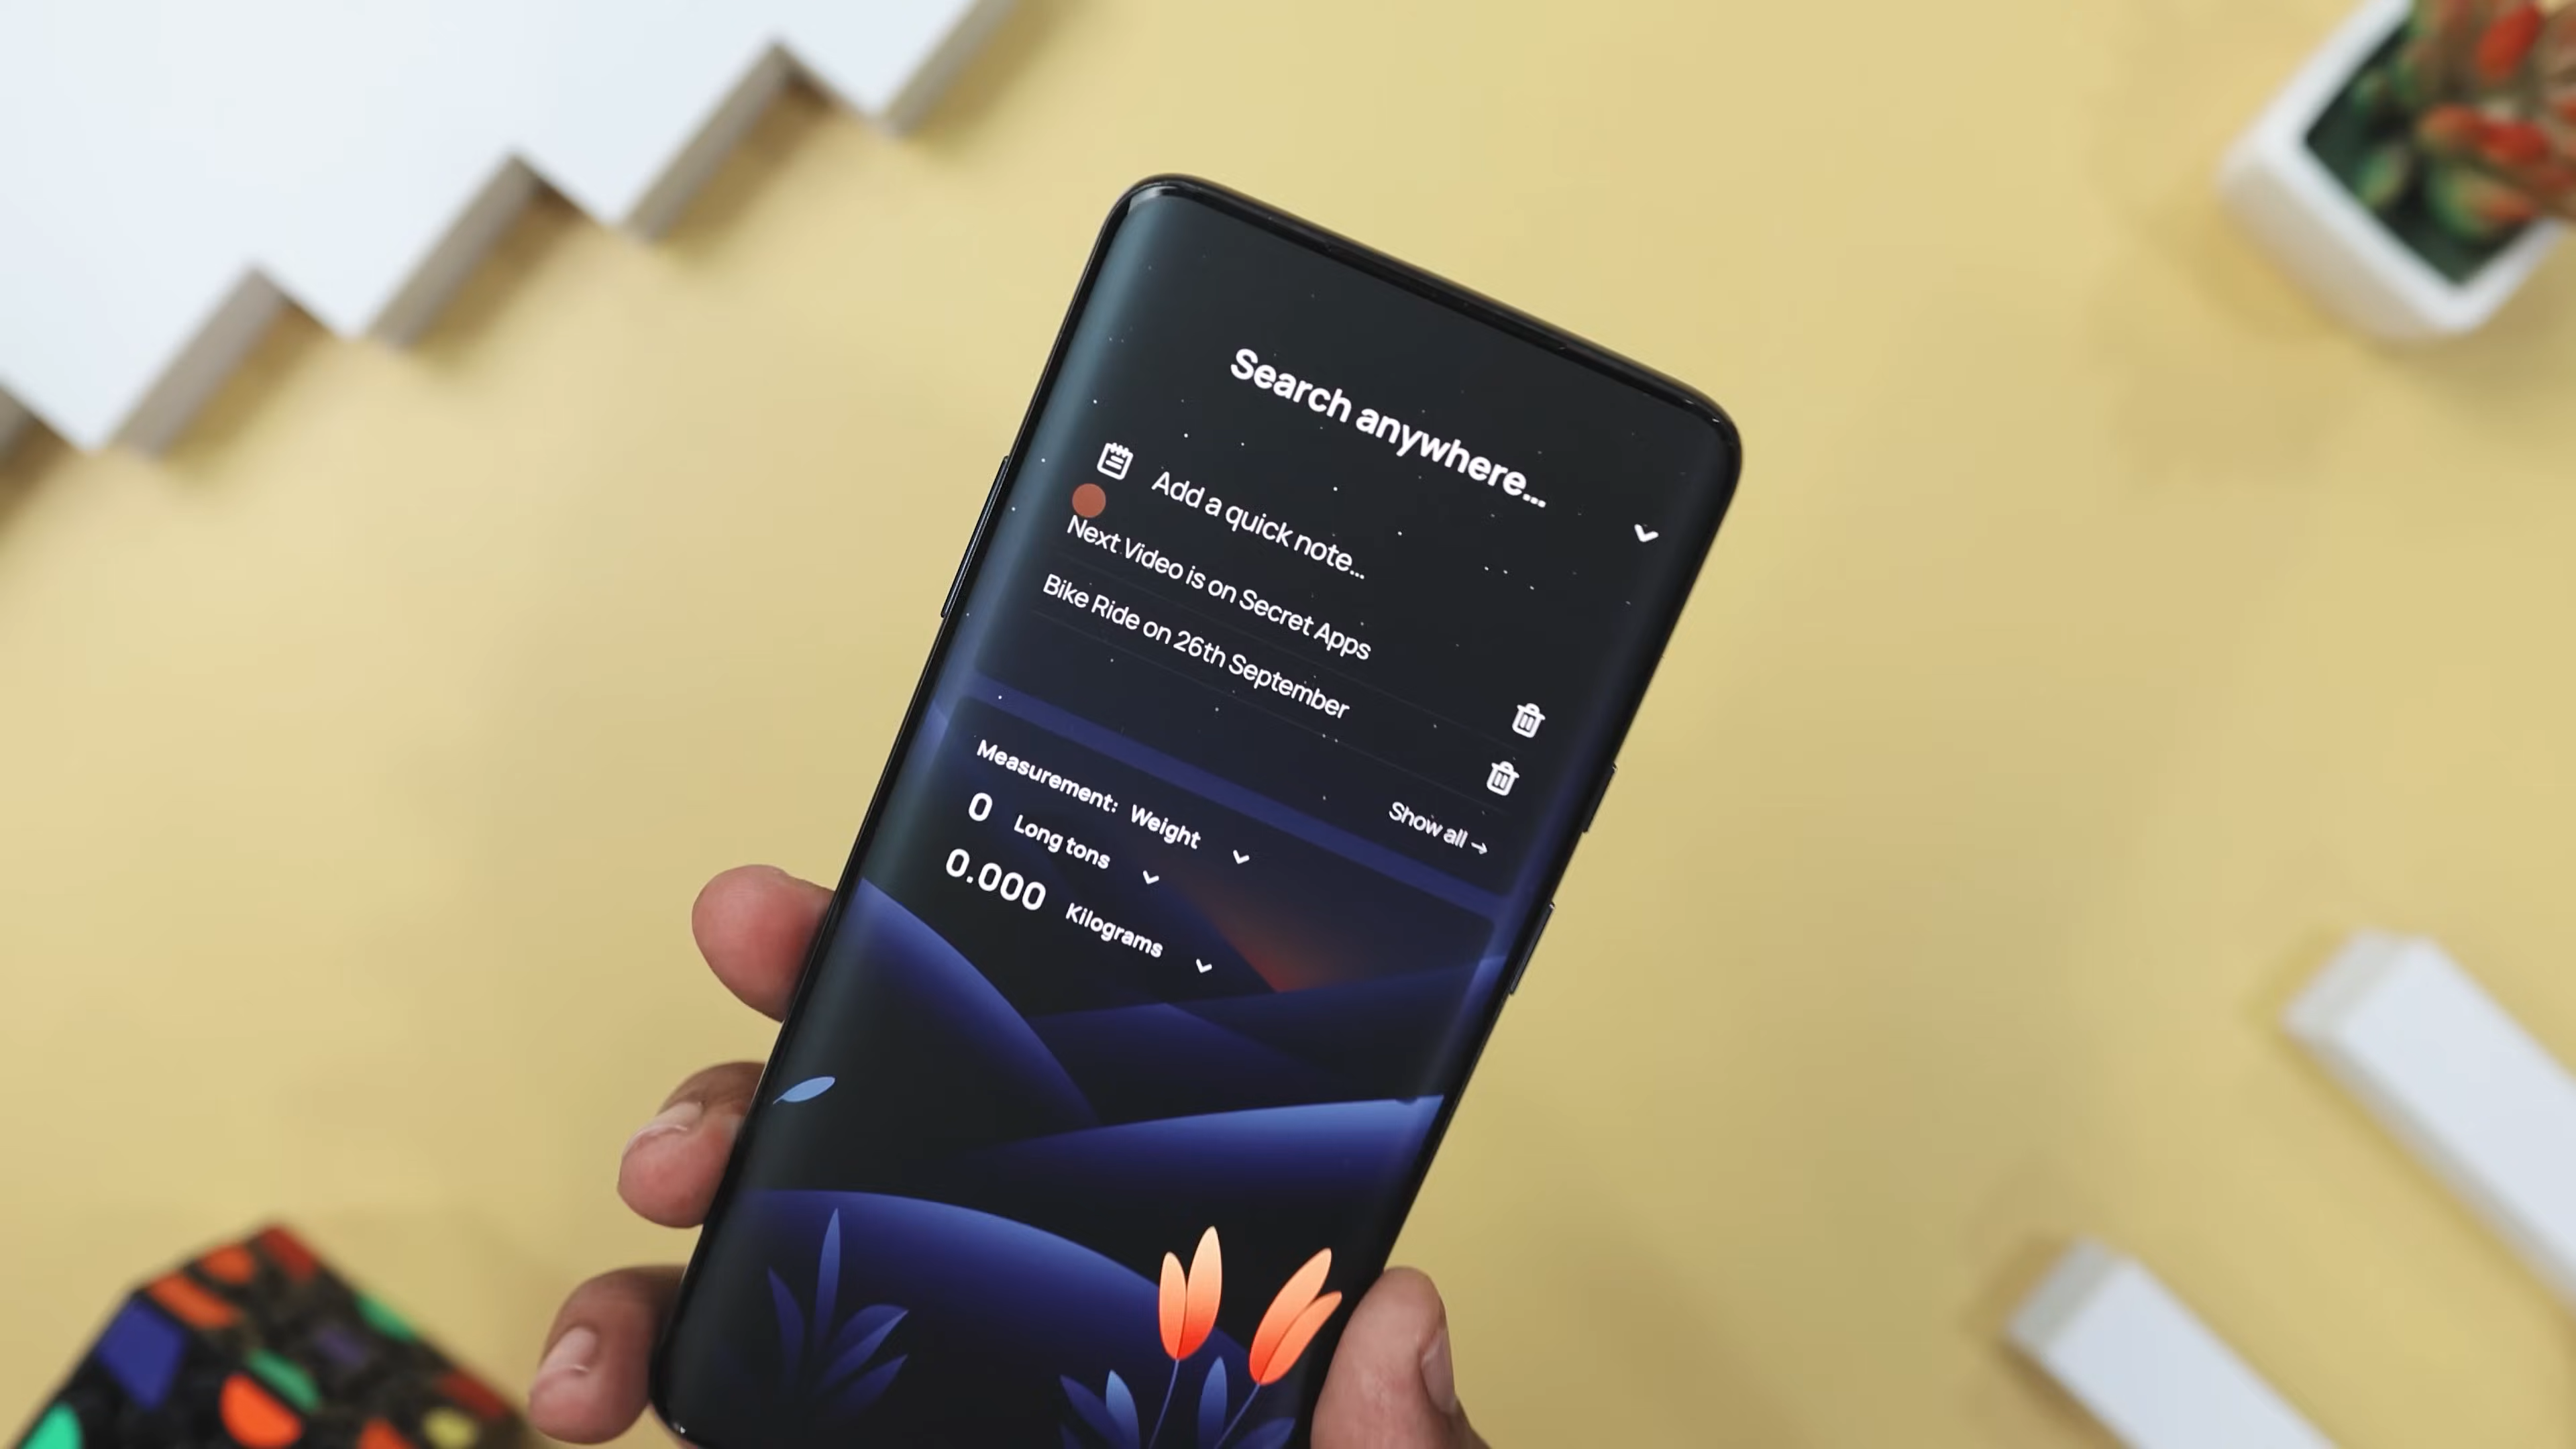 Search anywhere...
Add a quick note...
Next Video is on Secret Apps
Bike Ride on 26th September
Show all →
Measurement: Weight
0 Long tons
0.000 Kilograms